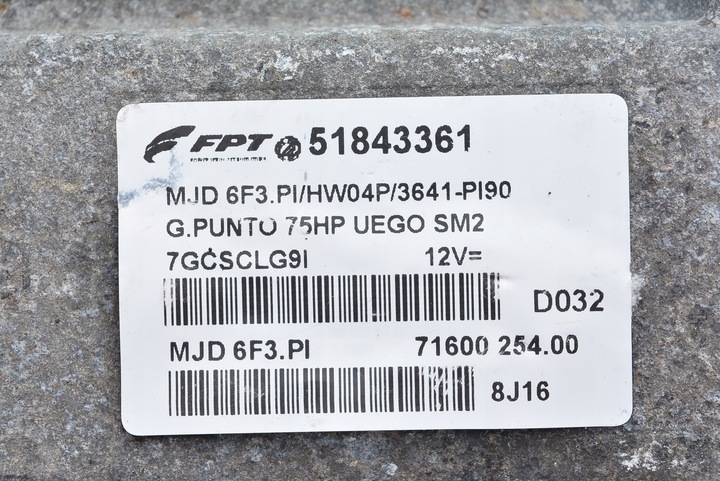 FPT 51843361
MJD 6F3.PI/HW04P/3641-PI90
G.PUNTO 75HP UEGO SM2
7GCSCLG9I 12V=
D032
MJD 6F3.PI 71600 254.00
8J16